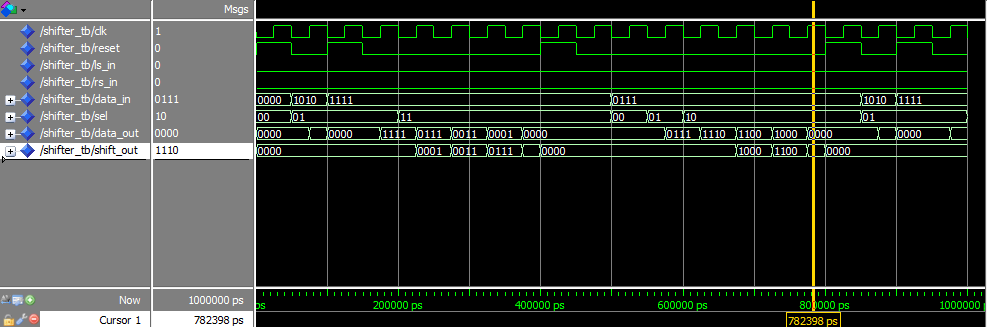 Msgs
/shifter_tb/clk 1
/shifter_tb/reset 0
/shifter_tb/ls_in 0
/shifter_tb/rs_in 0
/shifter_tb/data_in 0111 0000 1010 1111 0111 1010 1111
/shifter_tb/sel 10 00 01 11 00 01 10 01
/shifter_tb/data_out 0000 0000 0000 1111 0111 0011 0001 0000 0111 1110 1100 1000 0000 0000
/shifter_tb/shift_out 1110 0000 0001 0011 0111 0000 1000 1100 0000
Now 1000000 ps ps 200000 ps 400000 ps 600000 ps 800000 ps 1000000 ps
Cursor 1 782398 ps 782398 ps